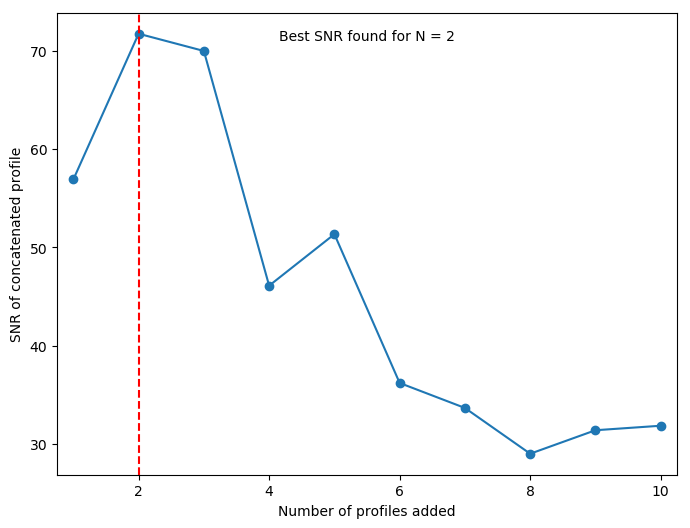 Best SNR found for N = 2
SNR of concatenated profile
70
60
50
40
30
2 4 6 8 10
Number of profiles added